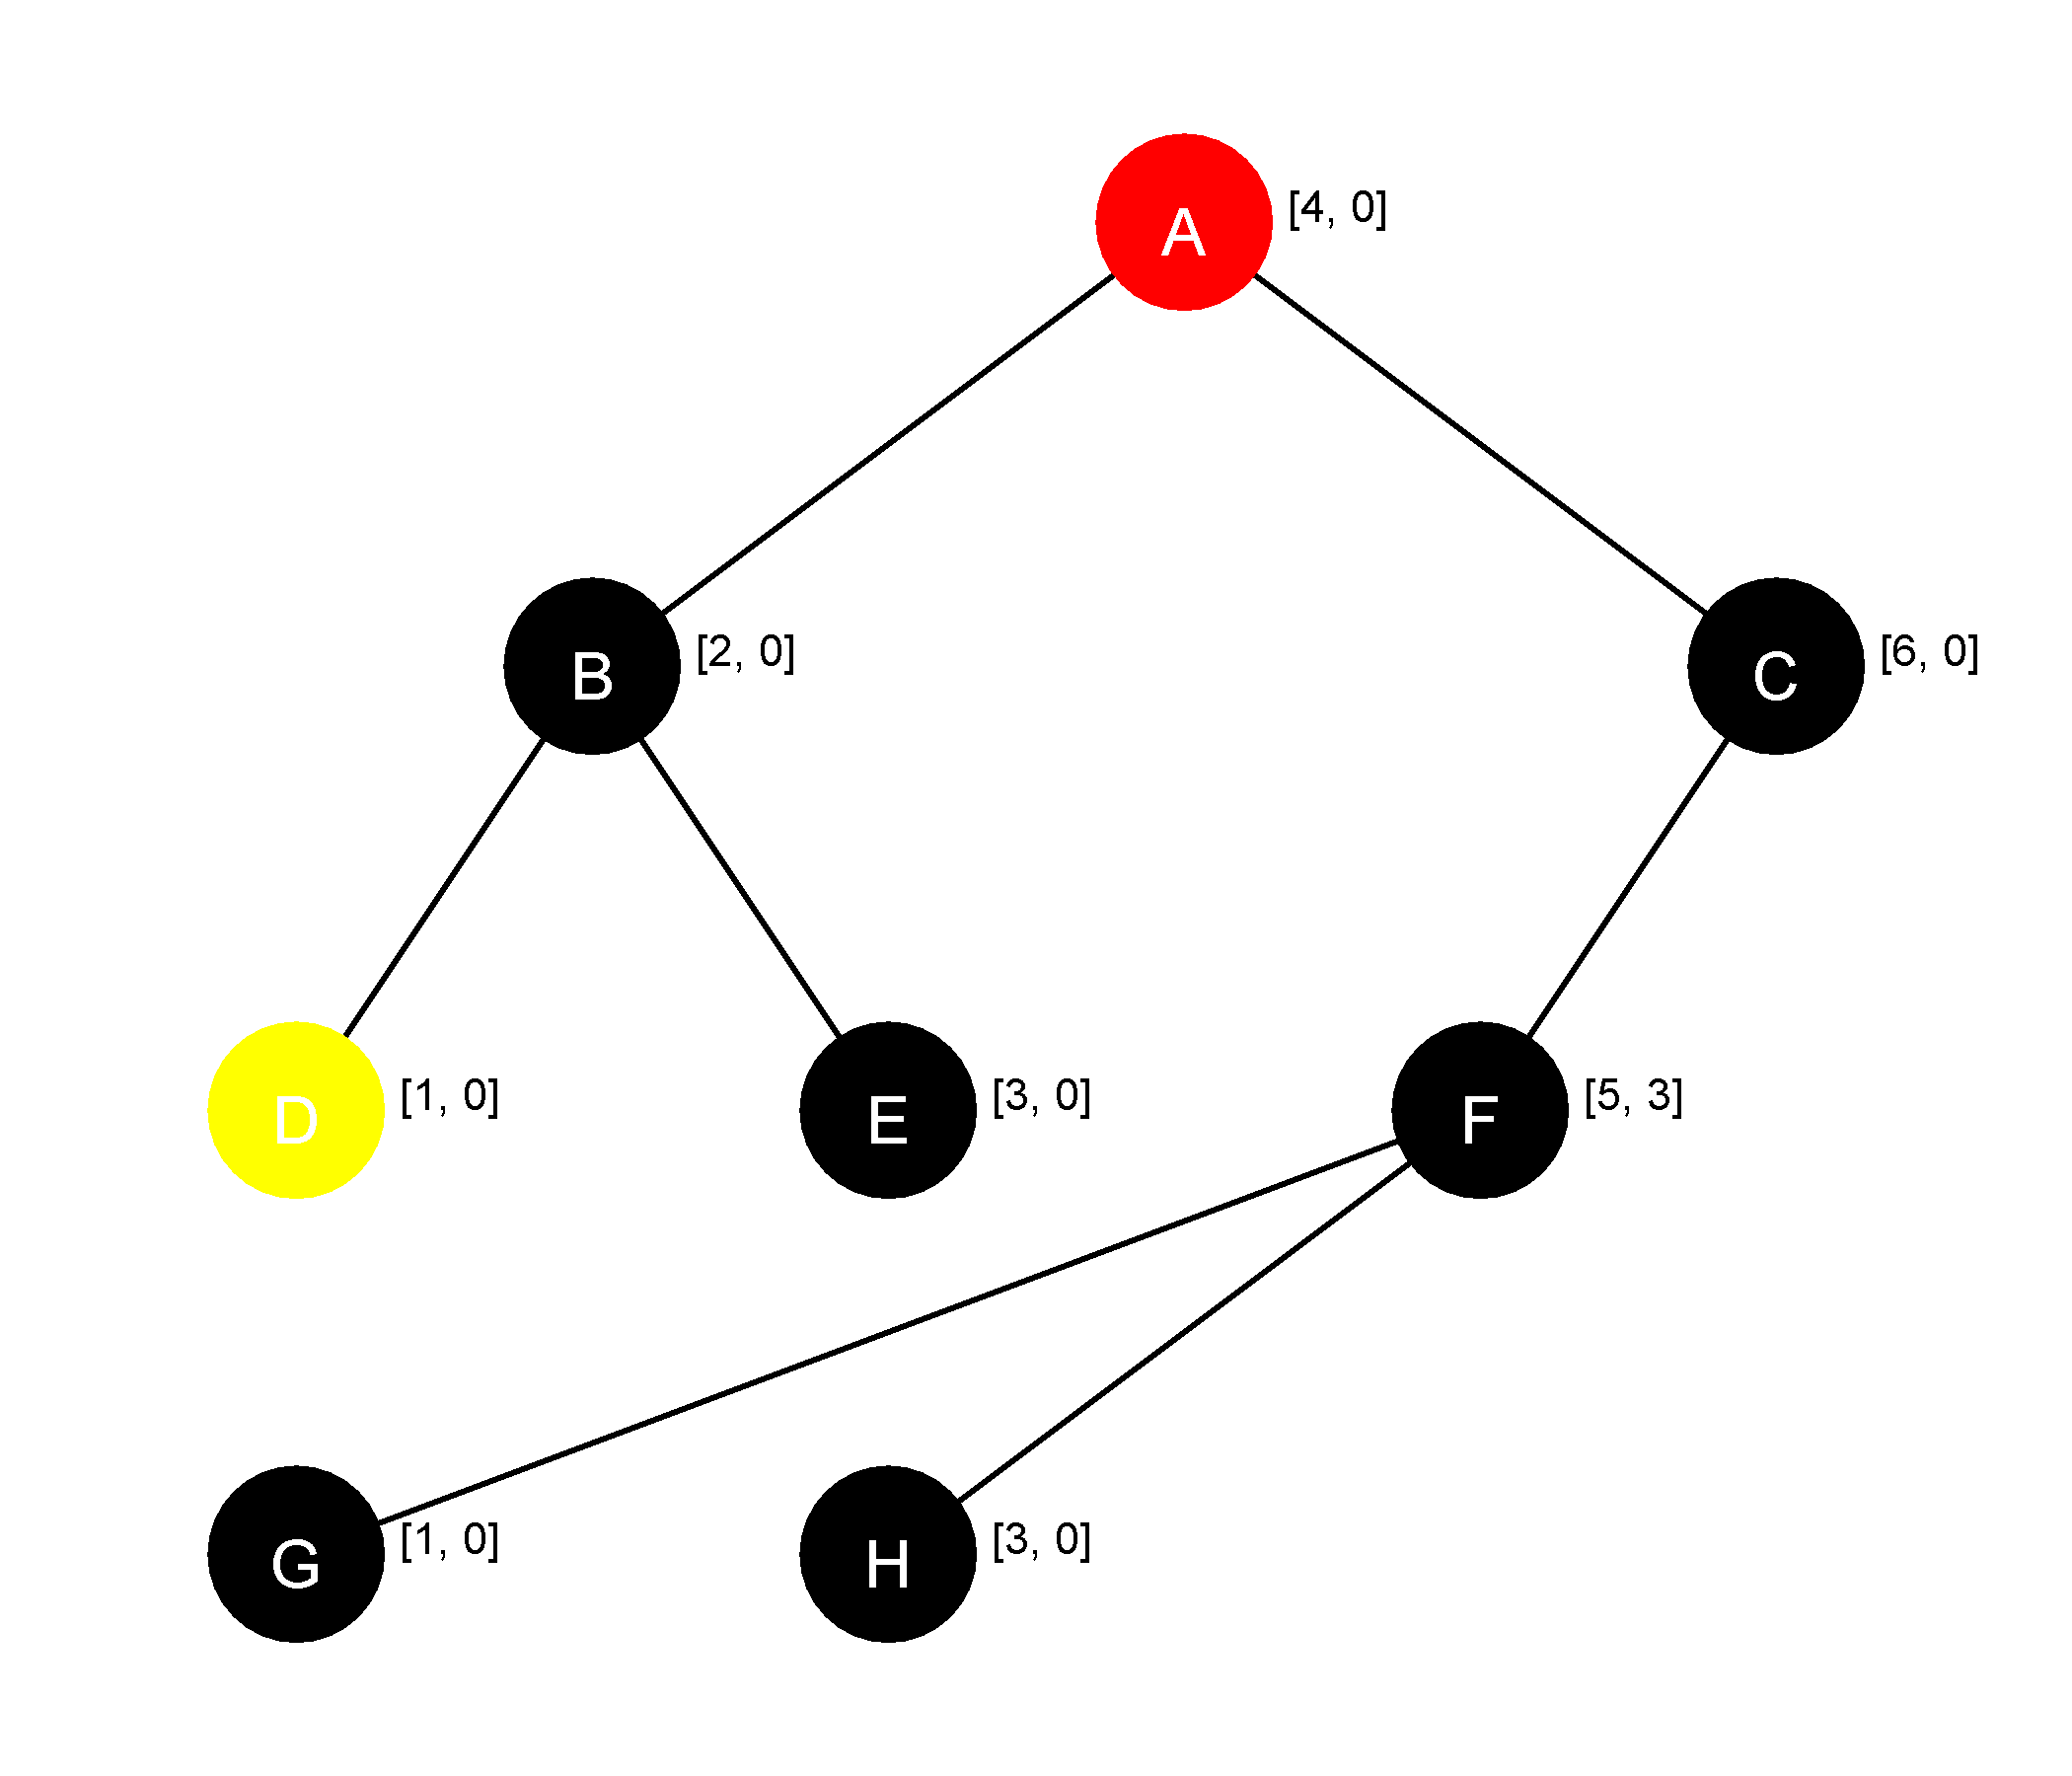 A [4, 0]
B [2, 0]
C [6, 0]
D [1, 0]
E [3, 0]
F [5, 3]
G [1, 0]
H [3, 0]